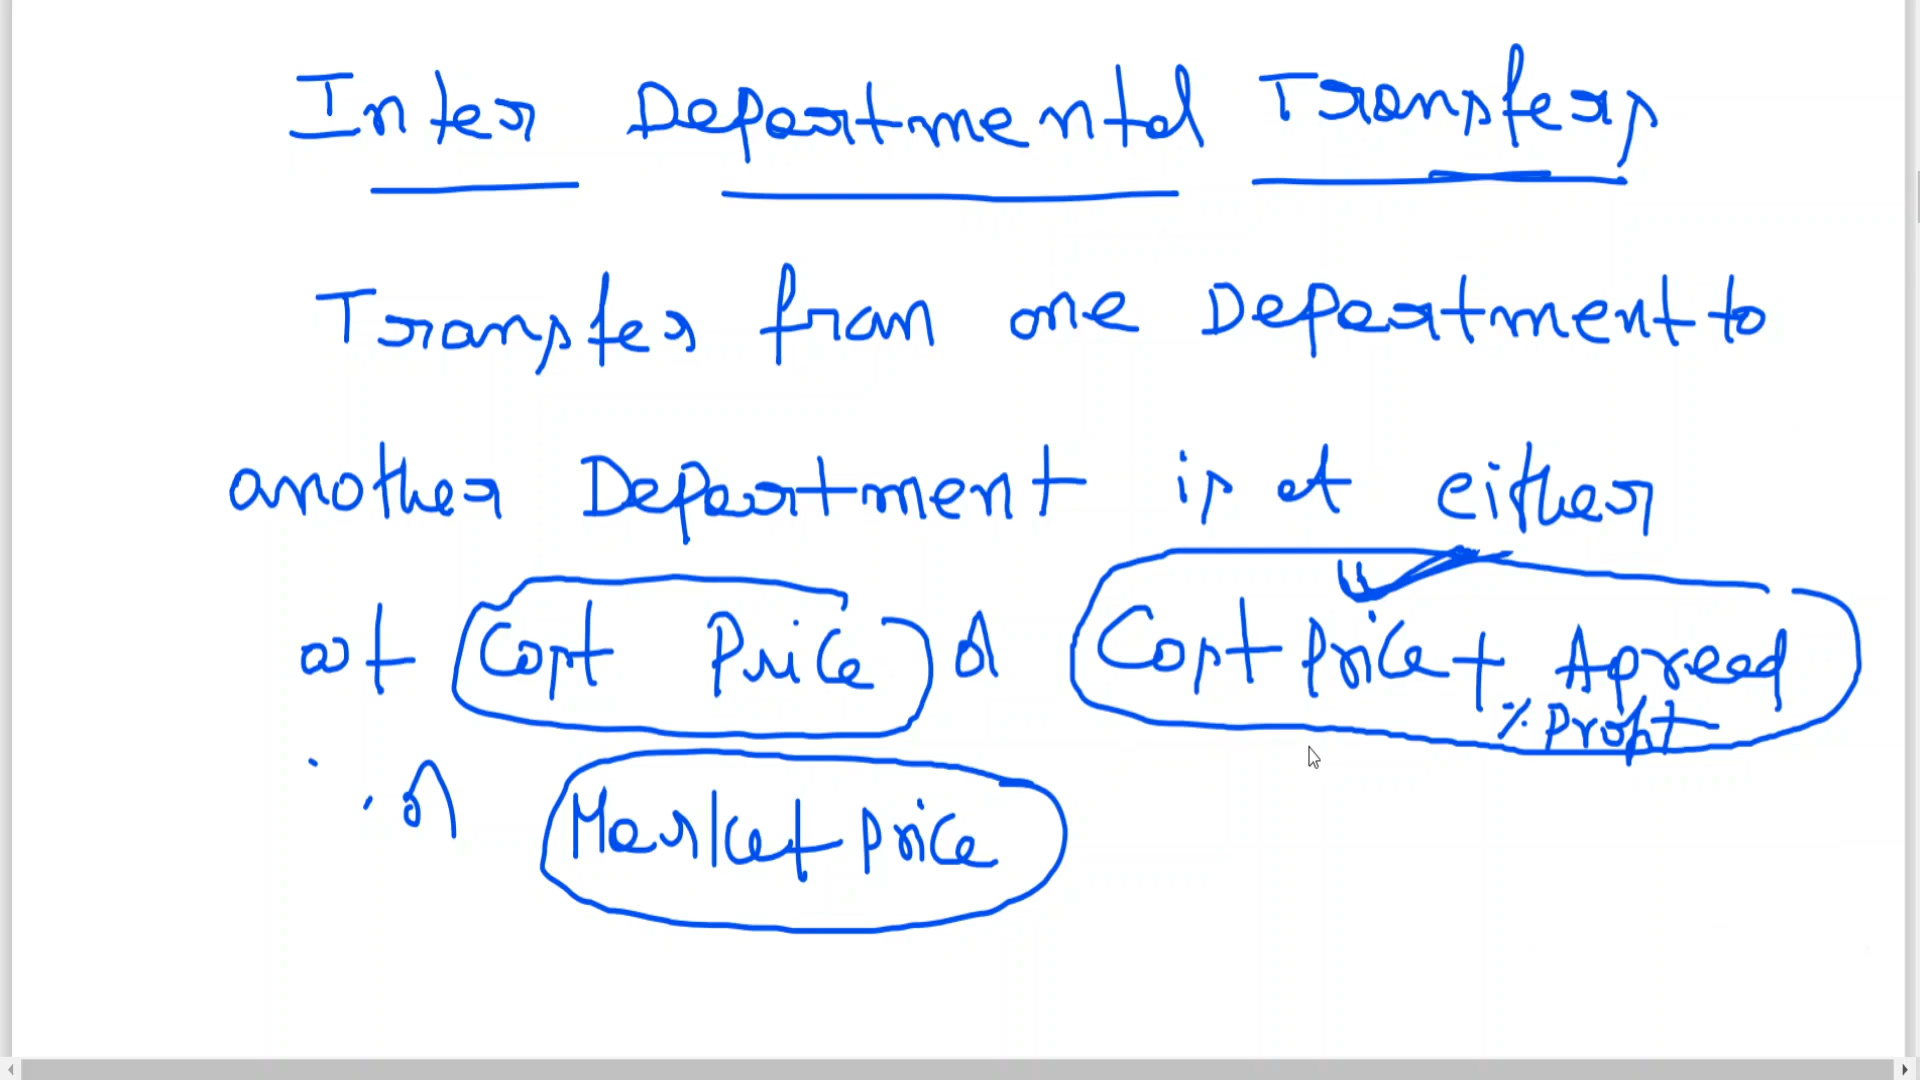 Inter Departmental Transfers
Transfer from one Department to
another Department is at either
at Cost Price or Cost price + Agreed
% Profit
or Market price